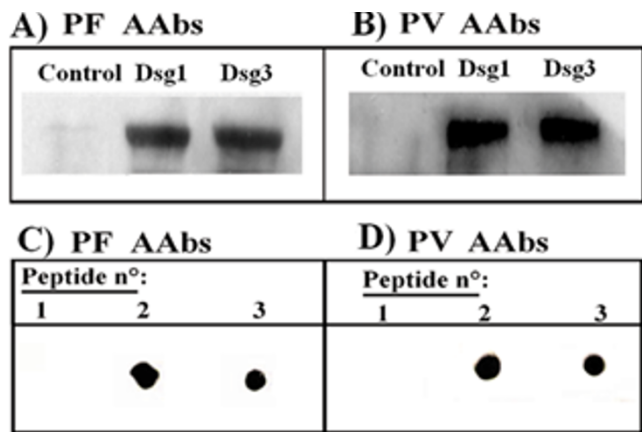 A) PF AAbs
Control Dsg1 Dsg3
B) PV AAbs
Control Dsg1 Dsg3
C) PF AAbs
Peptide n°:
1 2 3
D) PV AAbs
Peptide n°:
1 2 3